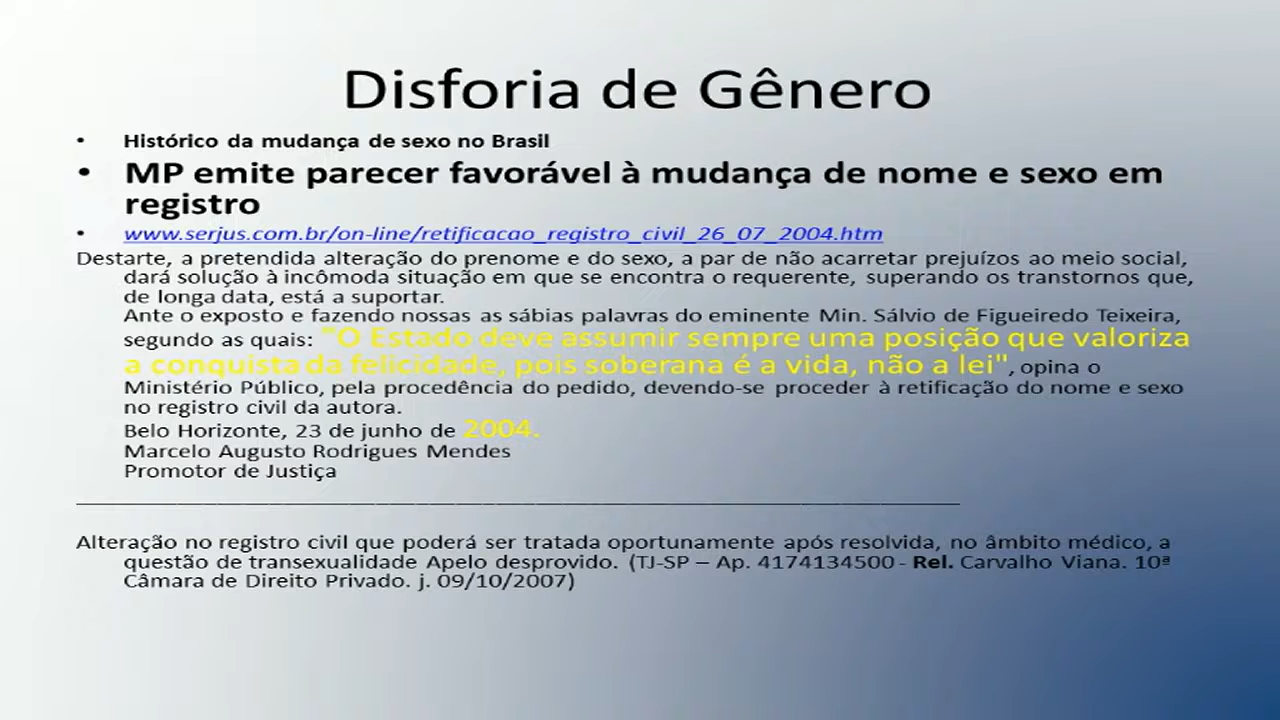 Disforia de Gênero
• Histórico da mudança de sexo no Brasil
• MP emite parecer favorável à mudança de nome e sexo em
registro
• www.serjus.com.br/on-line/retificacao_registro_civil_26_07_2004.htm
Destarte, a pretendida alteração do prenome e do sexo, a par de não acarretar prejuízos ao meio social,
dará solução à incômoda situação em que se encontra o requerente, superando os transtornos que,
de longa data, está a suportar.
Ante o exposto e fazendo nossas as sábias palavras do eminente Min. Sálvio de Figueiredo Teixeira,
segundo as quais: "O Estado deve assumir sempre uma posição que valoriza
a conquista da felicidade, pois soberana é a vida, não a lei", opina o
Ministério Público, pela procedência do pedido, devendo-se proceder à retificação do nome e sexo
no registro civil da autora.
Belo Horizonte, 23 de junho de 2004.
Marcelo Augusto Rodrigues Mendes
Promotor de Justiça
Alteração no registro civil que poderá ser tratada oportunamente após resolvida, no âmbito médico, a
questão de transexualidade Apelo desprovido. (TJ-SP – Ap. 4174134500 - Rel. Carvalho Viana. 10ª
Câmara de Direito Privado. j. 09/10/2007)